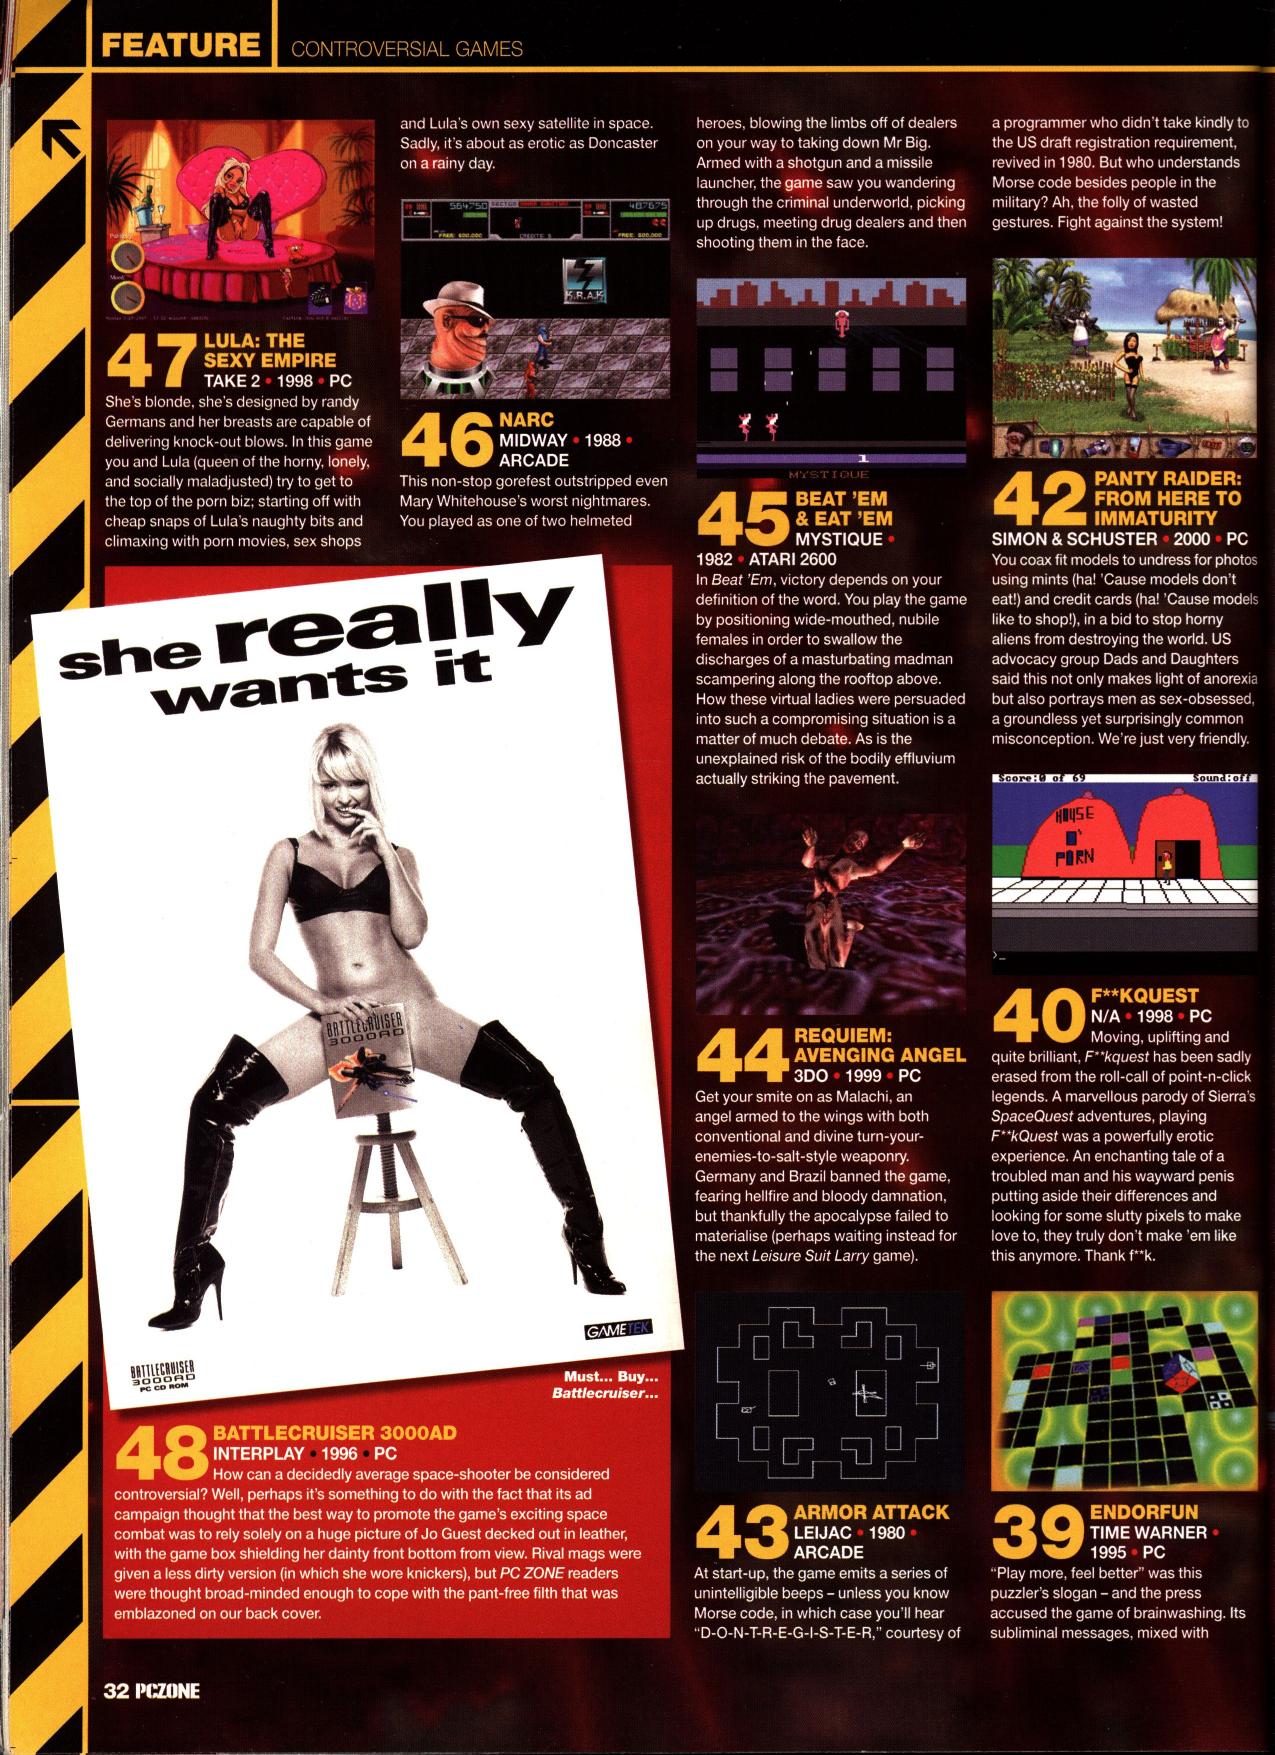 FEATURE
CONTROVERSIAL GAMES
47
LULA: THE
SEXY EMPIRE
TAKE 2 • 1998 • PC
She's blonde, she's designed by randy
Germans and her breasts are capable of
delivering knock-out blows. In this game
you and Lula (queen of the horny, lonely,
and socially maladjusted) try to get to
the top of the porn biz; starting off with
cheap snaps of Lula's naughty bits and
climaxing with porn movies, sex shops
and Lula's own sexy satellite in space.
Sadly, it's about as erotic as Doncaster
on a rainy day.
564750
487675
FREE: 600,000
CREDITS: 5
FREE: 600,000
K.R.A.K
46
NARC
MIDWAY • 1988 •
ARCADE
This non-stop gorefest outstripped even
Mary Whitehouse's worst nightmares.
You played as one of two helmeted
heroes, blowing the limbs off of dealers
on your way to taking down Mr Big.
Armed with a shotgun and a missile
launcher, the game saw you wandering
through the criminal underworld, picking
up drugs, meeting drug dealers and then
shooting them in the face.
1
MYSTIQUE
45
BEAT 'EM
& EAT 'EM
MYSTIQUE •
1982 • ATARI 2600
In Beat 'Em, victory depends on your
definition of the word. You play the game
by positioning wide-mouthed, nubile
females in order to swallow the
discharges of a masturbating madman
scampering along the rooftop above.
How these virtual ladies were persuaded
into such a compromising situation is a
matter of much debate. As is the
unexplained risk of the bodily effluvium
actually striking the pavement.
44
REQUIEM:
AVENGING ANGEL
3DO • 1999 • PC
Get your smite on as Malachi, an
angel armed to the wings with both
conventional and divine turn-your-
enemies-to-salt-style weaponry.
Germany and Brazil banned the game,
fearing hellfire and bloody damnation,
but thankfully the apocalypse failed to
materialise (perhaps waiting instead for
the next Leisure Suit Larry game).
43
ARMOR ATTACK
LEIJAC • 1980 •
ARCADE
At start-up, the game emits a series of
unintelligible beeps – unless you know
Morse code, in which case you'll hear
"D-O-N-T-R-E-G-I-S-T-E-R," courtesy of
a programmer who didn't take kindly to
the US draft registration requirement,
revived in 1980. But who understands
Morse code besides people in the
military? Ah, the folly of wasted
gestures. Fight against the system!
42
PANTY RAIDER:
FROM HERE TO
IMMATURITY
SIMON & SCHUSTER • 2000 • PC
You coax fit models to undress for photos
using mints (ha! 'Cause models don't
eat!) and credit cards (ha! 'Cause models
like to shop!), in a bid to stop horny
aliens from destroying the world. US
advocacy group Dads and Daughters
said this not only makes light of anorexia
but also portrays men as sex-obsessed,
a groundless yet surprisingly common
misconception. We're just very friendly.
Score:0 of 69
Sound:off
HOUSE
O'
PORN
>_
40
F**KQUEST
N/A • 1998 • PC
Moving, uplifting and
quite brilliant, F**kquest has been sadly
erased from the roll-call of point-n-click
legends. A marvellous parody of Sierra's
SpaceQuest adventures, playing
F**kQuest was a powerfully erotic
experience. An enchanting tale of a
troubled man and his wayward penis
putting aside their differences and
looking for some slutty pixels to make
love to, they truly don't make 'em like
this anymore. Thank f**k.
39
ENDORFUN
TIME WARNER •
1995 • PC
"Play more, feel better" was this
puzzler's slogan – and the press
accused the game of brainwashing. Its
subliminal messages, mixed with
she really
wants it
BATTLECRUISER
3000AD
GAMETEK
BATTLECRUISER
3000AD
PC CD ROM
Must... Buy...
Battlecruiser...
48
BATTLECRUISER 3000AD
INTERPLAY • 1996 • PC
How can a decidedly average space-shooter be considered
controversial? Well, perhaps it's something to do with the fact that its ad
campaign thought that the best way to promote the game's exciting space
combat was to rely solely on a huge picture of Jo Guest decked out in leather,
with the game box shielding her dainty front bottom from view. Rival mags were
given a less dirty version (in which she wore knickers), but PC ZONE readers
were thought broad-minded enough to cope with the pant-free filth that was
emblazoned on our back cover.
32 PCZONE